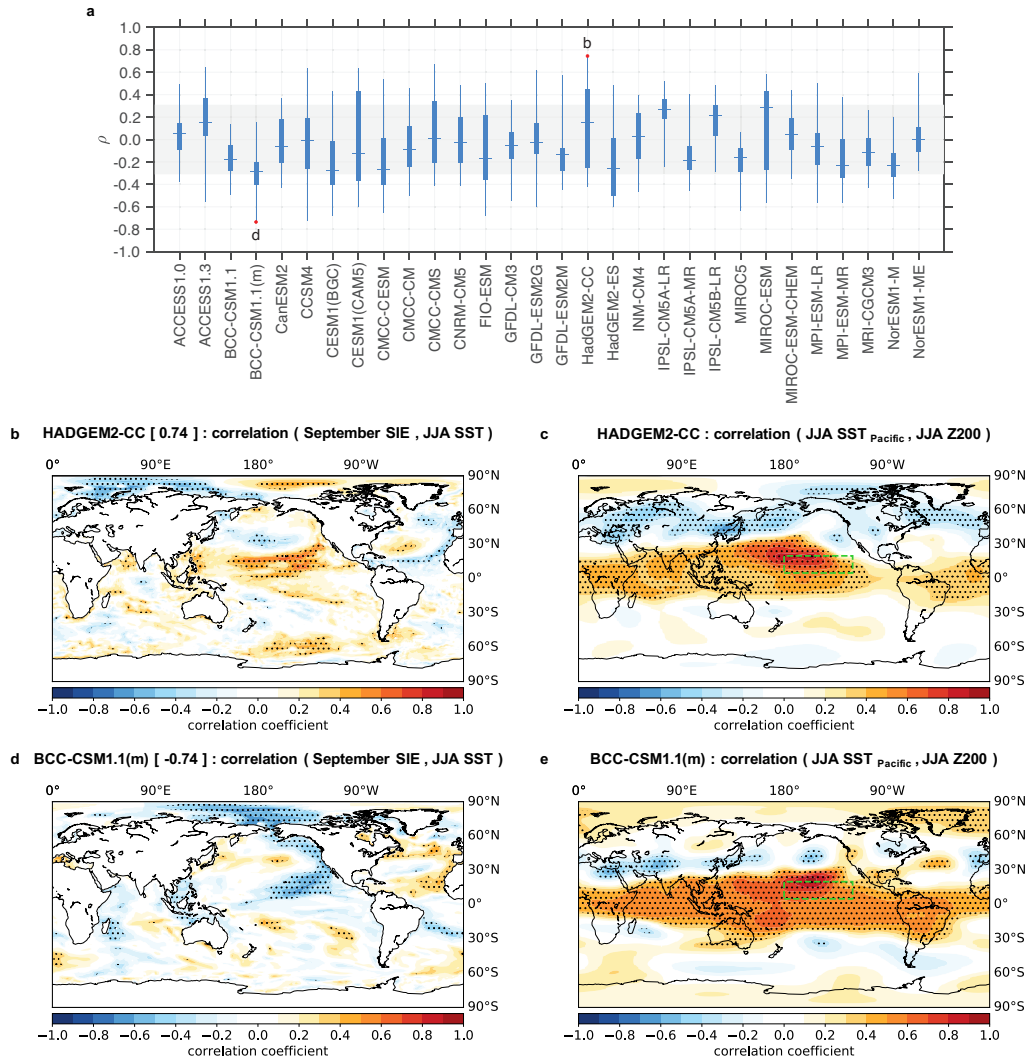 a
1.0
0.8
0.6
0.4
0.2
0.0
-0.2
-0.4
-0.6
-0.8
-1.0
ρ
b
d
ACCESS1.0
ACCESS1.3
BCC-CSM1.1
BCC-CSM1.1(m)
CanESM2
CCSM4
CESM1(BGC)
CESM1(CAM5)
CMCC-CESM
CMCC-CM
CMCC-CMS
CNRM-CM5
FIO-ESM
GFDL-CM3
GFDL-ESM2G
GFDL-ESM2M
HadGEM2-CC
HadGEM2-ES
INM-CM4
IPSL-CM5A-LR
IPSL-CM5A-MR
IPSL-CM5B-LR
MIROC5
MIROC-ESM
MIROC-ESM-CHEM
MPI-ESM-LR
MPI-ESM-MR
MRI-CGCM3
NorESM1-M
NorESM1-ME
b HADGEM2-CC [ 0.74 ] : correlation ( September SIE , JJA SST )
0° 90°E 180° 90°W
90°N
60°N
30°N
0°
30°S
60°S
90°S
−1.0 −0.8 −0.6 −0.4 −0.2 0.0 0.2 0.4 0.6 0.8 1.0
correlation coefficient
c HADGEM2-CC : correlation ( JJA SST Pacific , JJA Z200 )
0° 90°E 180° 90°W
90°N
60°N
30°N
0°
30°S
60°S
90°S
−1.0 −0.8 −0.6 −0.4 −0.2 0.0 0.2 0.4 0.6 0.8 1.0
correlation coefficient
d BCC-CSM1.1(m) [ -0.74 ] : correlation ( September SIE , JJA SST )
0° 90°E 180° 90°W
90°N
60°N
30°N
0°
30°S
60°S
90°S
−1.0 −0.8 −0.6 −0.4 −0.2 0.0 0.2 0.4 0.6 0.8 1.0
correlation coefficient
e BCC-CSM1.1(m) : correlation ( JJA SST Pacific , JJA Z200 )
0° 90°E 180° 90°W
90°N
60°N
30°N
0°
30°S
60°S
90°S
−1.0 −0.8 −0.6 −0.4 −0.2 0.0 0.2 0.4 0.6 0.8 1.0
correlation coefficient